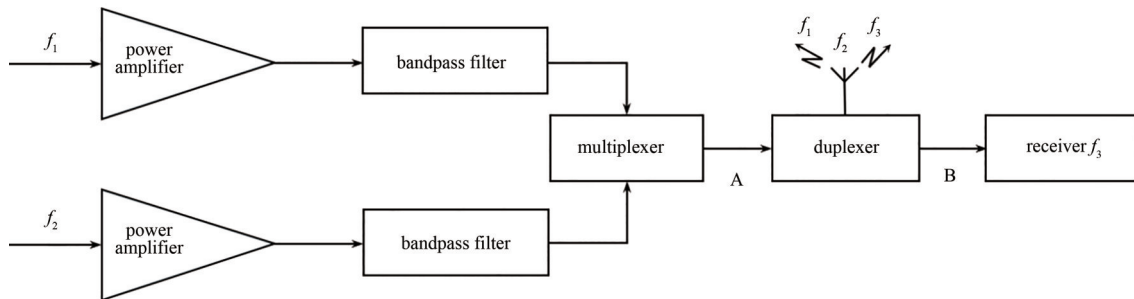 f₁
power
amplifier
bandpass filter
f₁
f₂
f₃
multiplexer
A
duplexer
B
receiver f₃
f₂
power
amplifier
bandpass filter